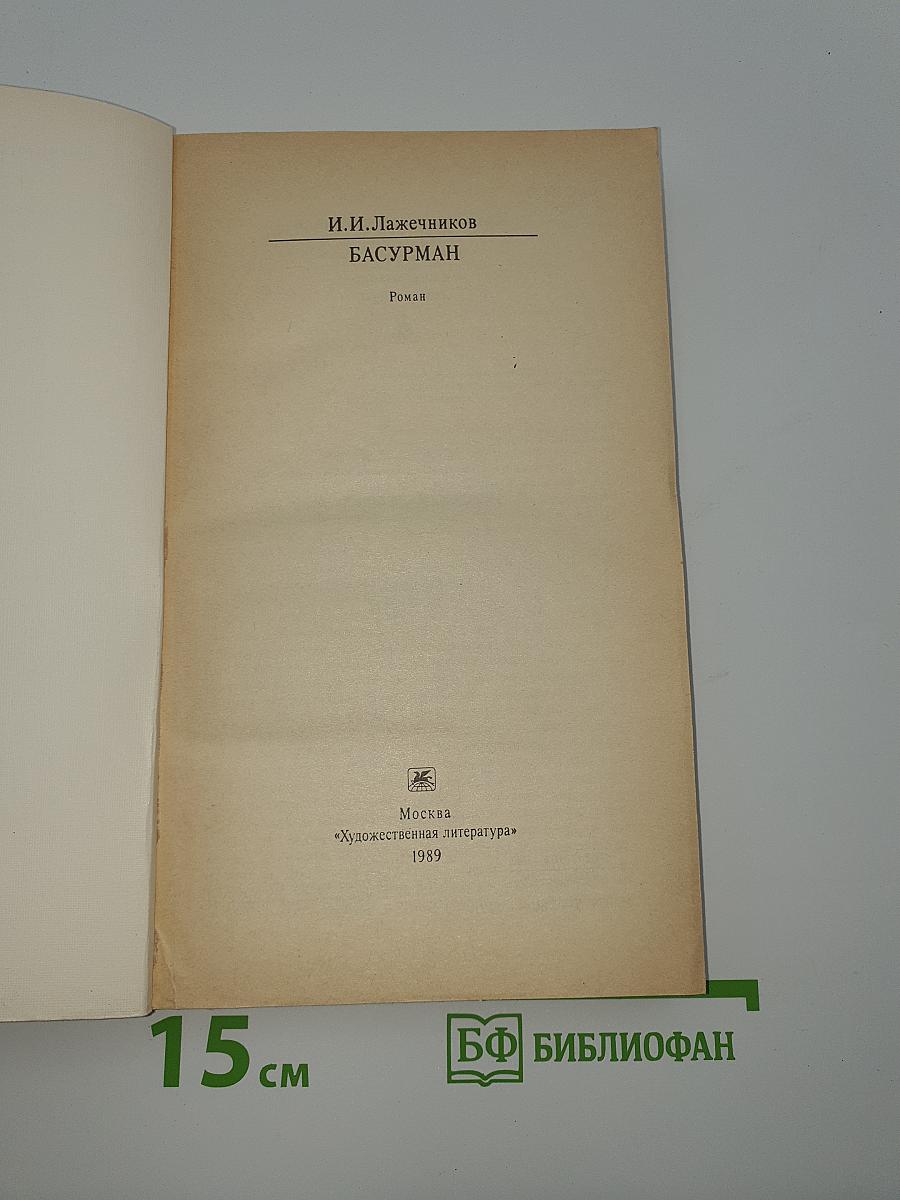 И.И.Лажечников
БАСУРМАН
Роман
Москва
«Художественная литература»
1989
15 см
БФ БИБЛИОФАН